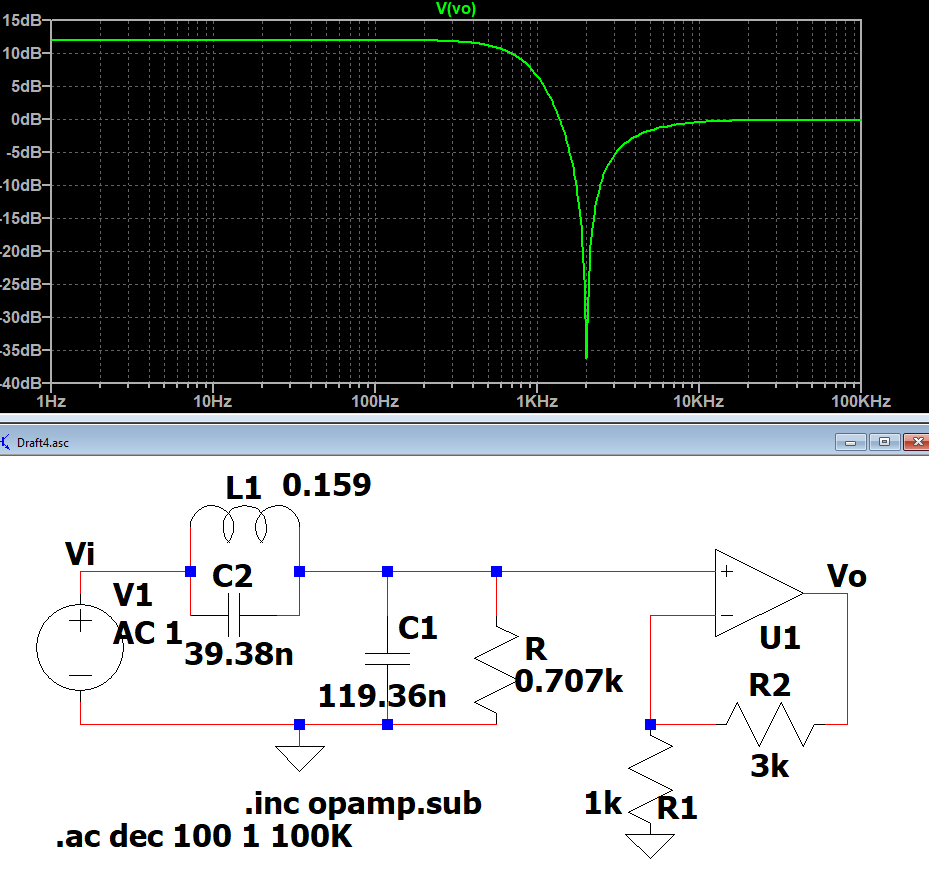 V(vo)
15dB
10dB
5dB
0dB
-5dB
-10dB
-15dB
-20dB
-25dB
-30dB
-35dB
-40dB
1Hz 10Hz 100Hz 1KHz 10KHz 100KHz
Draft4.asc
L1 0.159
Vi
C2
V1
AC 1
39.38n
C1
119.36n
R
0.707k
+
−
U1
Vo
R2
3k
1k
R1
.inc opamp.sub
.ac dec 100 1 100K